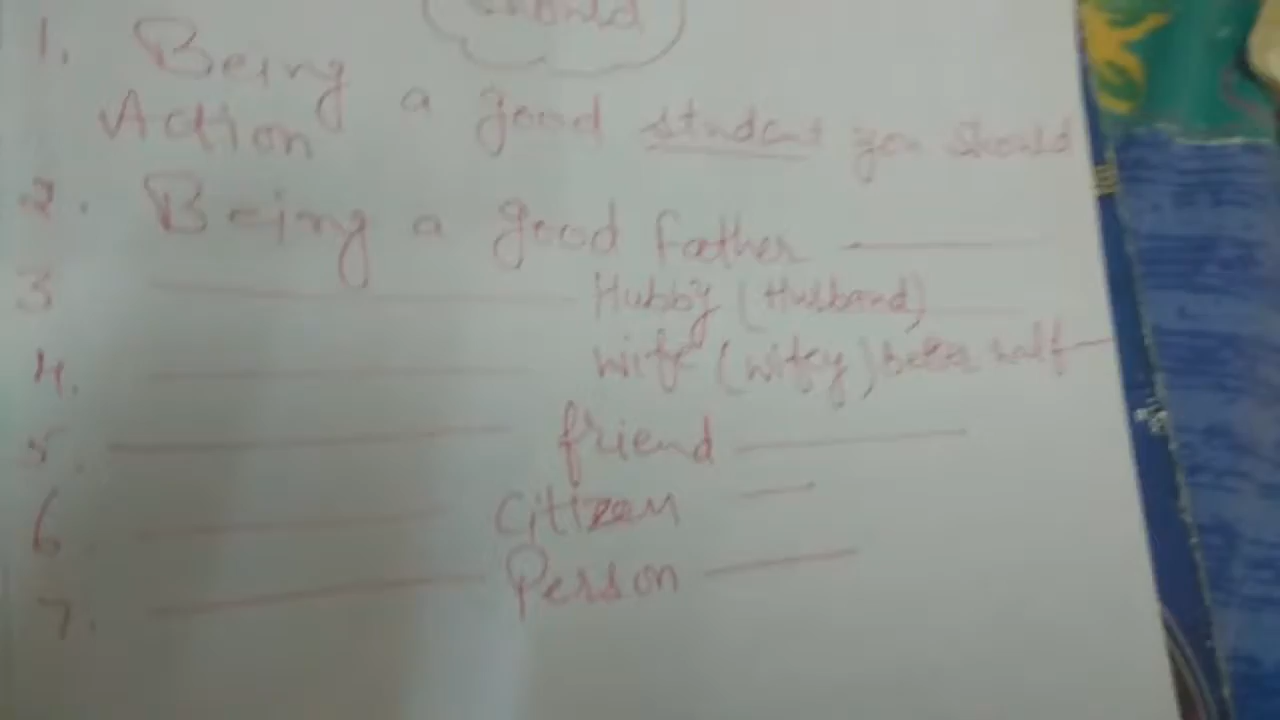 should
1. Being a good student you should
Action
2. Being a good father
3 Hubby (Husband)
4. wife (wifey) better half
5. friend
6 Citizen
7. Person